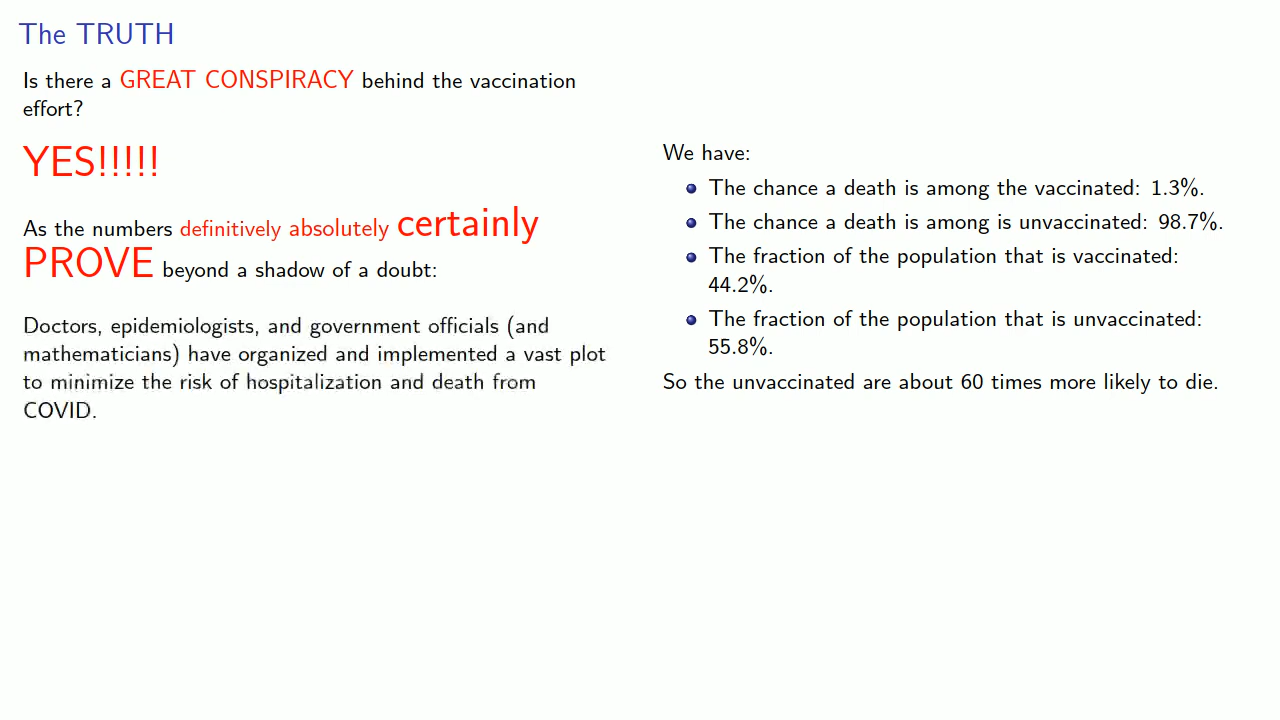 The TRUTH
Is there a GREAT CONSPIRACY behind the vaccination
effort?
YES!!!!!
As the numbers definitively absolutely certainly
PROVE beyond a shadow of a doubt:
Doctors, epidemiologists, and government officials (and
mathematicians) have organized and implemented a vast plot
to minimize the risk of hospitalization and death from
COVID.
We have:
The chance a death is among the vaccinated: 1.3%.
The chance a death is among is unvaccinated: 98.7%.
The fraction of the population that is vaccinated:
44.2%.
The fraction of the population that is unvaccinated:
55.8%.
So the unvaccinated are about 60 times more likely to die.